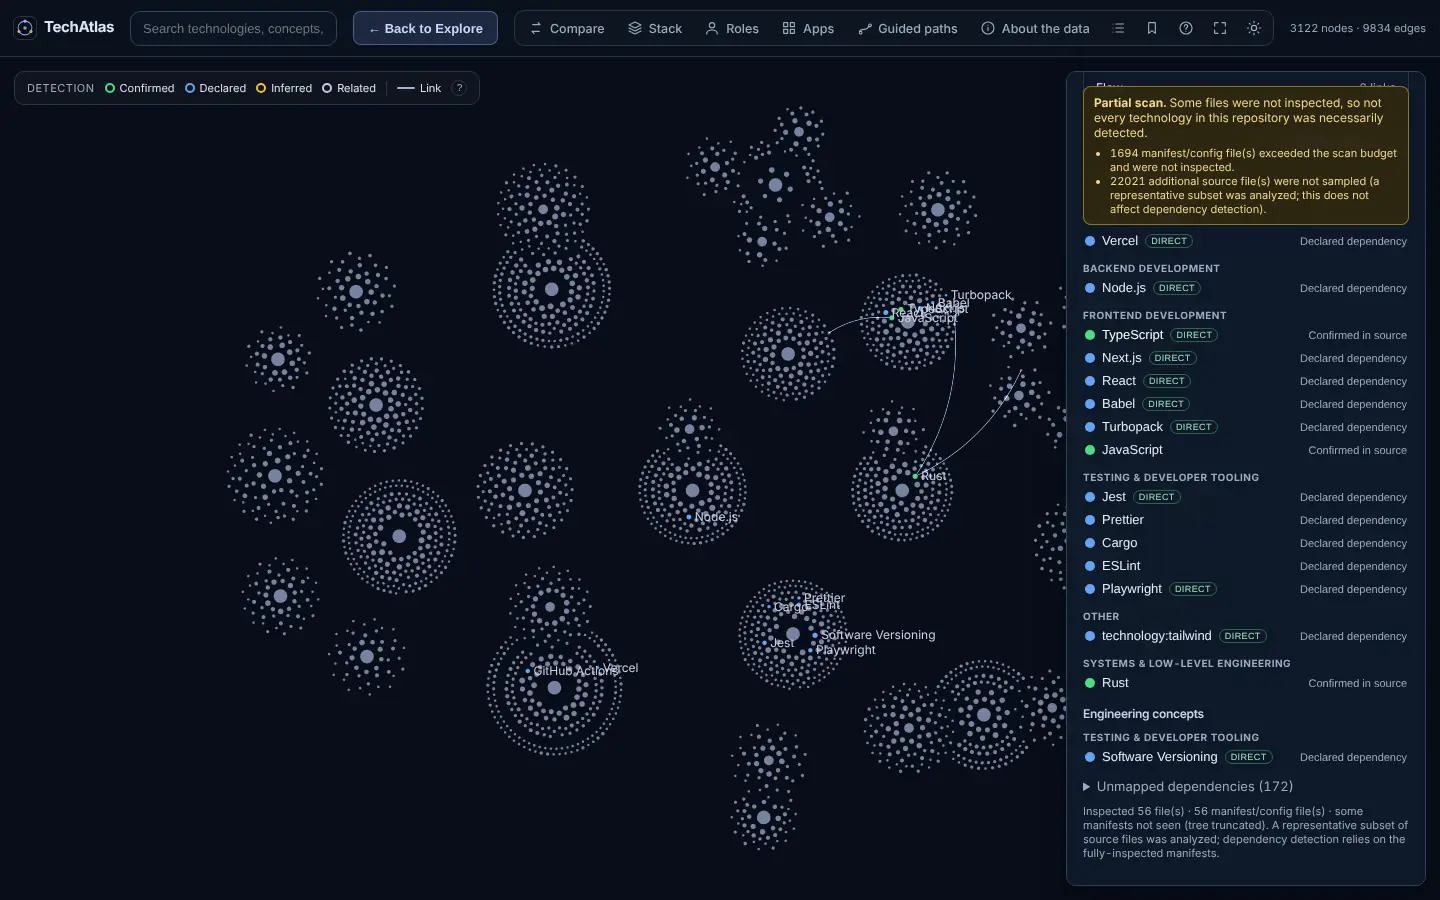 TechAtlas
Search technologies, concepts,
← Back to Explore
Compare
Stack
Roles
Apps
Guided paths
About the data
3122 nodes · 9834 edges
DETECTION
Confirmed
Declared
Inferred
Related
Link
?
Partial scan. Some files were not inspected, so not
every technology in this repository was necessarily
detected.
• 1694 manifest/config file(s) exceeded the scan budget
and were not inspected.
• 22021 additional source file(s) were not sampled (a
representative subset was analyzed; this does not
affect dependency detection).
Vercel DIRECT Declared dependency
BACKEND DEVELOPMENT
Node.js DIRECT Declared dependency
FRONTEND DEVELOPMENT
TypeScript DIRECT Confirmed in source
Next.js DIRECT Declared dependency
React DIRECT Declared dependency
Babel DIRECT Declared dependency
Turbopack DIRECT Declared dependency
JavaScript Confirmed in source
TESTING & DEVELOPER TOOLING
Jest DIRECT Declared dependency
Prettier Declared dependency
Cargo Declared dependency
ESLint Declared dependency
Playwright DIRECT Declared dependency
OTHER
technology:tailwind DIRECT Declared dependency
SYSTEMS & LOW-LEVEL ENGINEERING
Rust Confirmed in source
Engineering concepts
TESTING & DEVELOPER TOOLING
Software Versioning DIRECT Declared dependency
▶ Unmapped dependencies (172)
Inspected 56 file(s) · 56 manifest/config file(s) · some
manifests not seen (tree truncated). A representative subset of
source files was analyzed; dependency detection relies on the
fully-inspected manifests.
Turbopack
Babel
React
JavaScript
Rust
Node.js
Prettier
Cargo
ESLint
Software Versioning
Jest
Playwright
GitHub Actions
Vercel